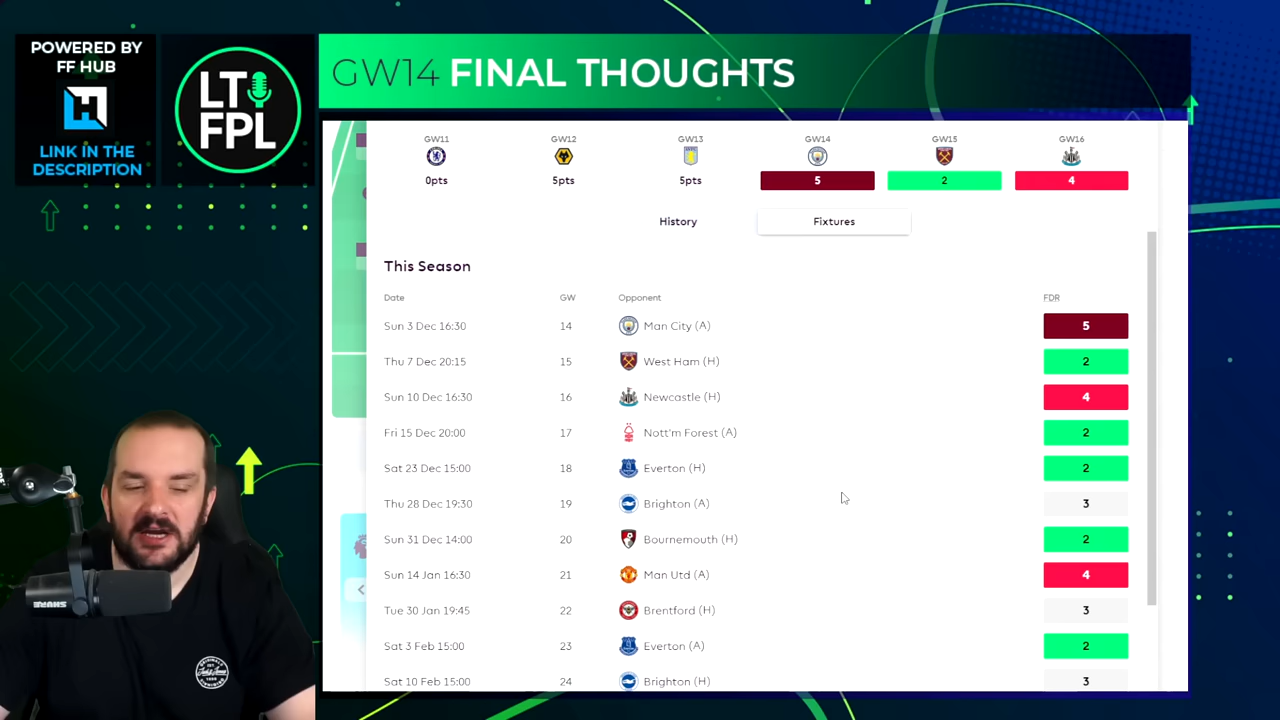 POWERED BY
FF HUB
LINK IN THE
DESCRIPTION
LT
FPL
GW14 FINAL THOUGHTS
GW11 GW12 GW13 GW14 GW15 GW16
0pts 5pts 5pts 5 2 4
History Fixtures
This Season
Date GW Opponent FDR
Sun 3 Dec 16:30 14 Man City (A) 5
Thu 7 Dec 20:15 15 West Ham (H) 2
Sun 10 Dec 16:30 16 Newcastle (H) 4
Fri 15 Dec 20:00 17 Nott'm Forest (A) 2
Sat 23 Dec 15:00 18 Everton (H) 2
Thu 28 Dec 19:30 19 Brighton (A) 3
Sun 31 Dec 14:00 20 Bournemouth (H) 2
Sun 14 Jan 16:30 21 Man Utd (A) 4
Tue 30 Jan 19:45 22 Brentford (H) 3
Sat 3 Feb 15:00 23 Everton (A) 2
Sat 10 Feb 15:00 24 Brighton (H) 3
SHURE